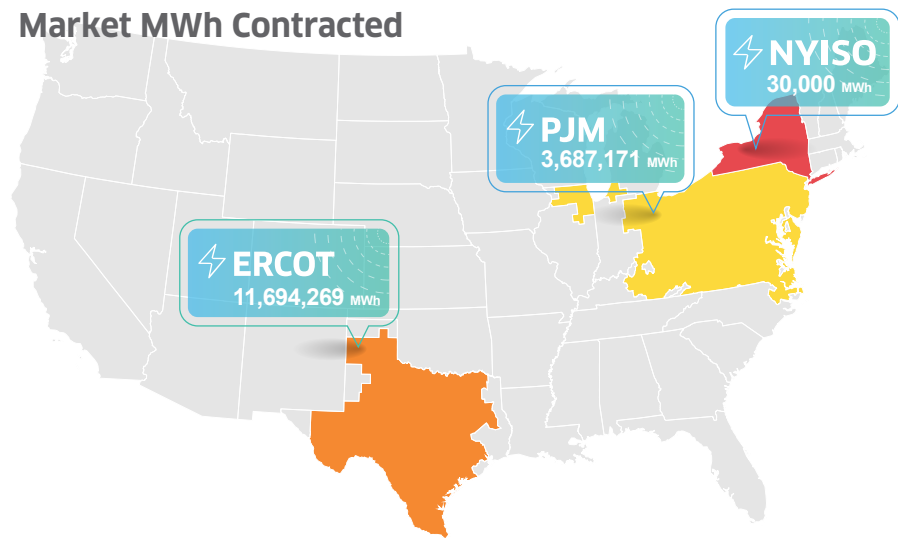 Market MWh Contracted
NYISO
30,000 MWh
PJM
3,687,171 MWh
ERCOT
11,694,269 MWh